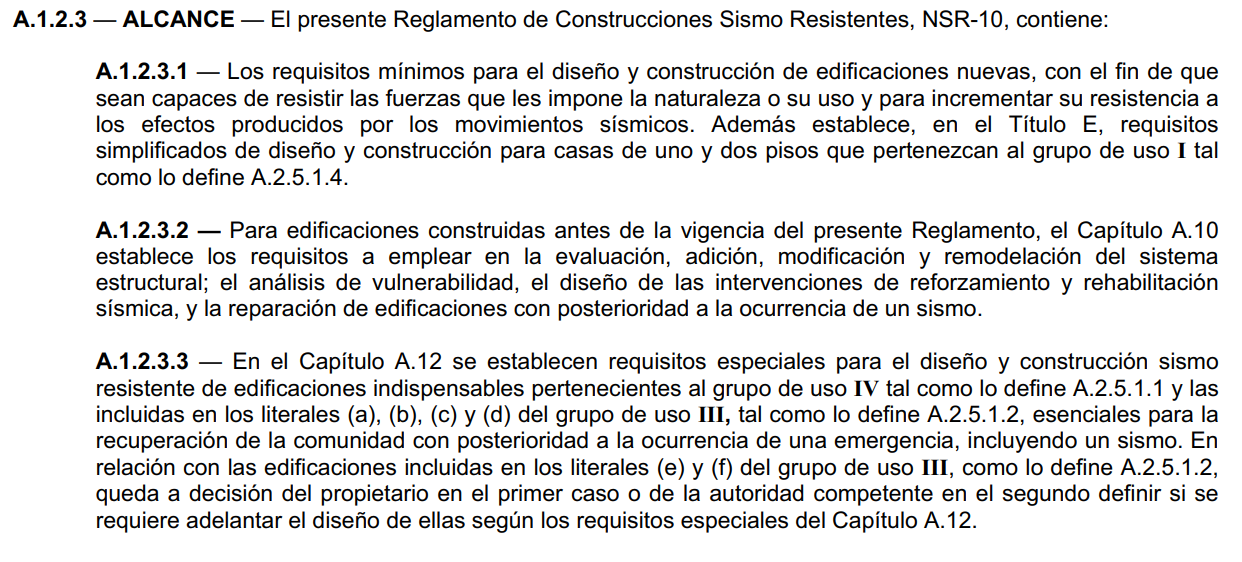 A.1.2.3 — ALCANCE — El presente Reglamento de Construcciones Sismo Resistentes, NSR-10, contiene:
A.1.2.3.1 — Los requisitos mínimos para el diseño y construcción de edificaciones nuevas, con el fin de que
sean capaces de resistir las fuerzas que les impone la naturaleza o su uso y para incrementar su resistencia a
los efectos producidos por los movimientos sísmicos. Además establece, en el Título E, requisitos
simplificados de diseño y construcción para casas de uno y dos pisos que pertenezcan al grupo de uso I tal
como lo define A.2.5.1.4.
A.1.2.3.2 — Para edificaciones construidas antes de la vigencia del presente Reglamento, el Capítulo A.10
establece los requisitos a emplear en la evaluación, adición, modificación y remodelación del sistema
estructural; el análisis de vulnerabilidad, el diseño de las intervenciones de reforzamiento y rehabilitación
sísmica, y la reparación de edificaciones con posterioridad a la ocurrencia de un sismo.
A.1.2.3.3 — En el Capítulo A.12 se establecen requisitos especiales para el diseño y construcción sismo
resistente de edificaciones indispensables pertenecientes al grupo de uso IV tal como lo define A.2.5.1.1 y las
incluidas en los literales (a), (b), (c) y (d) del grupo de uso III, tal como lo define A.2.5.1.2, esenciales para la
recuperación de la comunidad con posterioridad a la ocurrencia de una emergencia, incluyendo un sismo. En
relación con las edificaciones incluidas en los literales (e) y (f) del grupo de uso III, como lo define A.2.5.1.2,
queda a decisión del propietario en el primer caso o de la autoridad competente en el segundo definir si se
requiere adelantar el diseño de ellas según los requisitos especiales del Capítulo A.12.